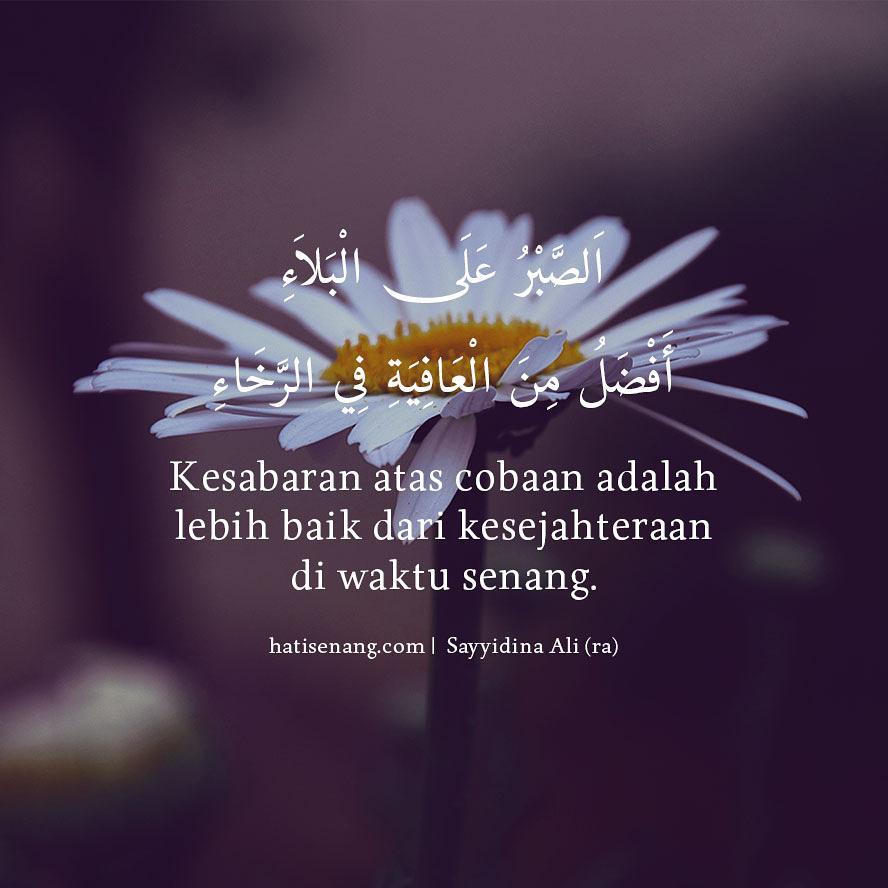 اَلصَّبْرُ عَلَى الْبَلاَءِ
أَفْضَلُ مِنَ الْعَافِيَةِ فِي الرَّخَاءِ
Kesabaran atas cobaan adalah
lebih baik dari kesejahteraan
di waktu senang.
hatisenang.com | Sayyidina Ali (ra)